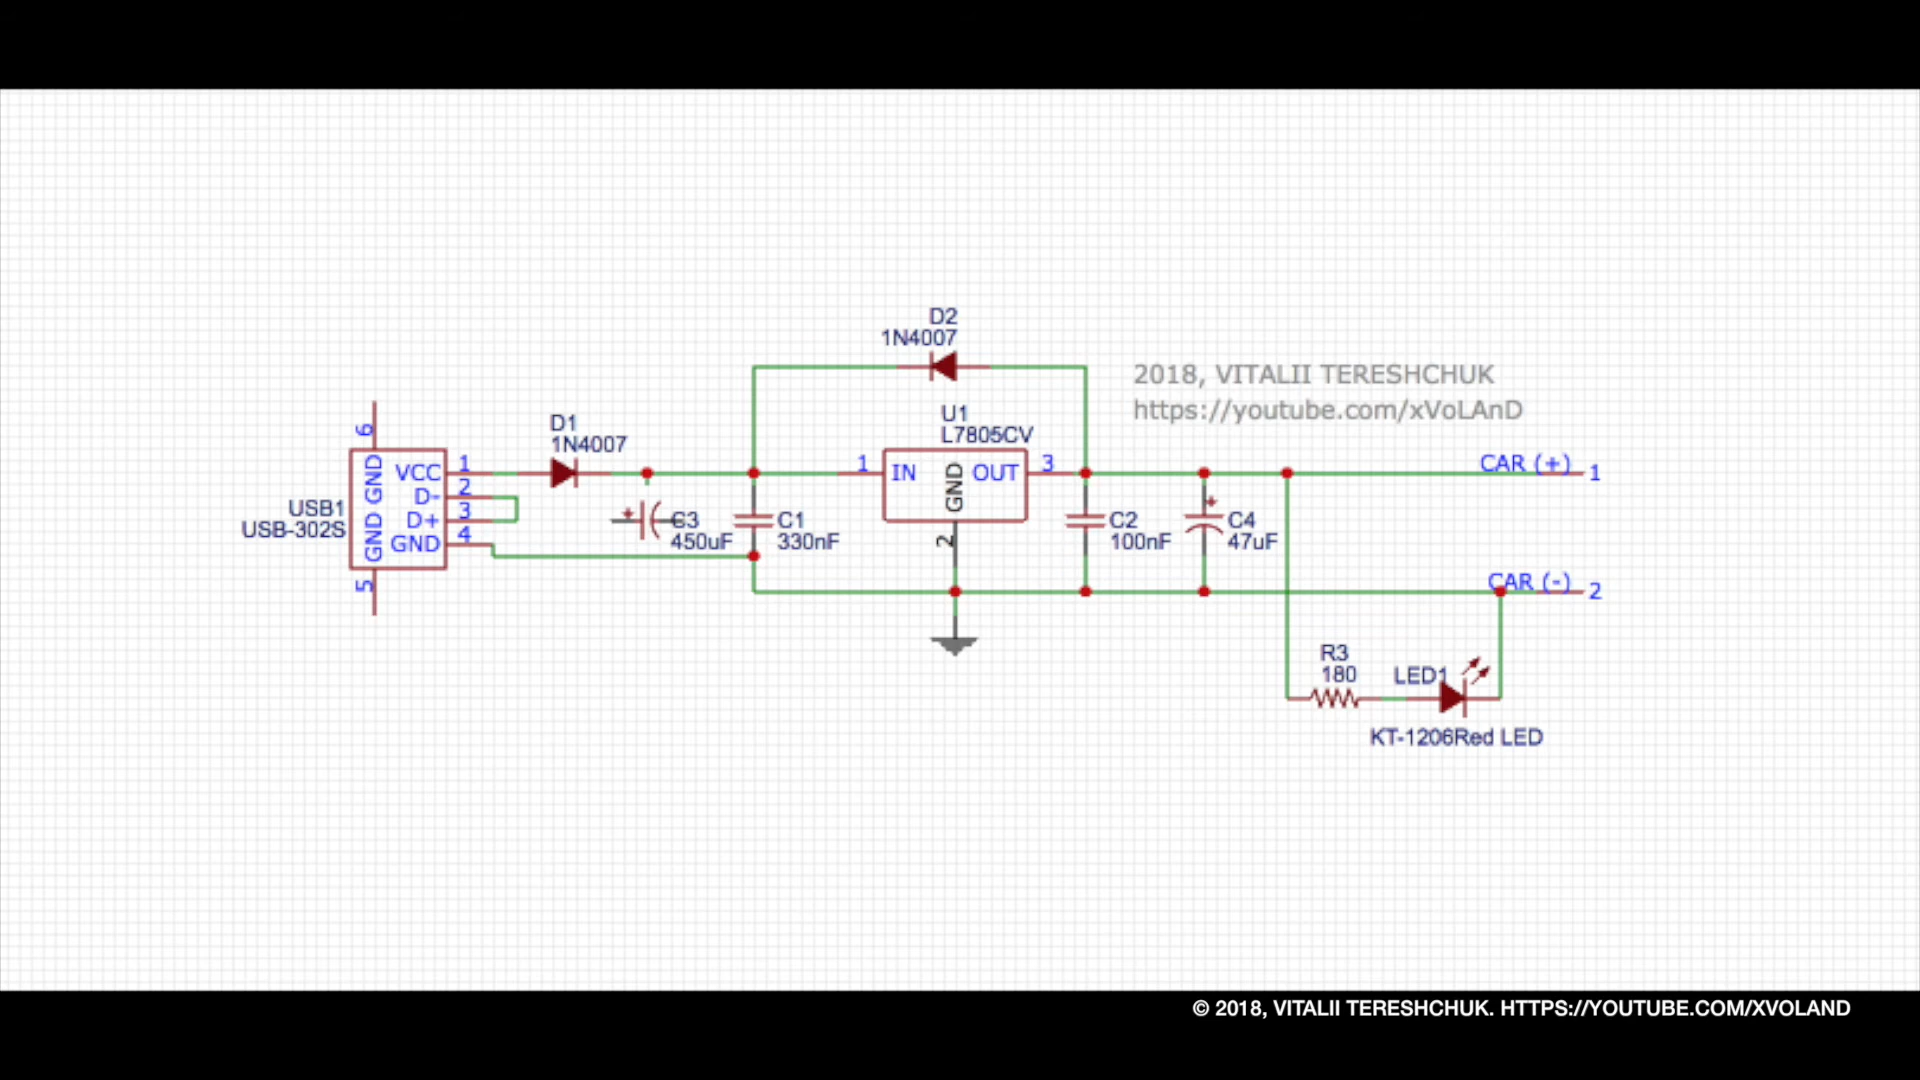 D2
1N4007
2018, VITALII TERESHCHUK
https://youtube.com/xVoLAnD
U1
L7805CV
D1
1N4007
6
GND GND
VCC 1
D- 2
D+ 3
GND 4
5
USB1
USB-302S
C3
450uF
C1
330nF
1 IN
GND
OUT 3
2
C2
100nF
C4
47uF
CAR (+) 1
CAR (-) 2
R3
180
LED1
KT-1206Red LED
© 2018, VITALII TERESHCHUK. HTTPS://YOUTUBE.COM/XVOLAND